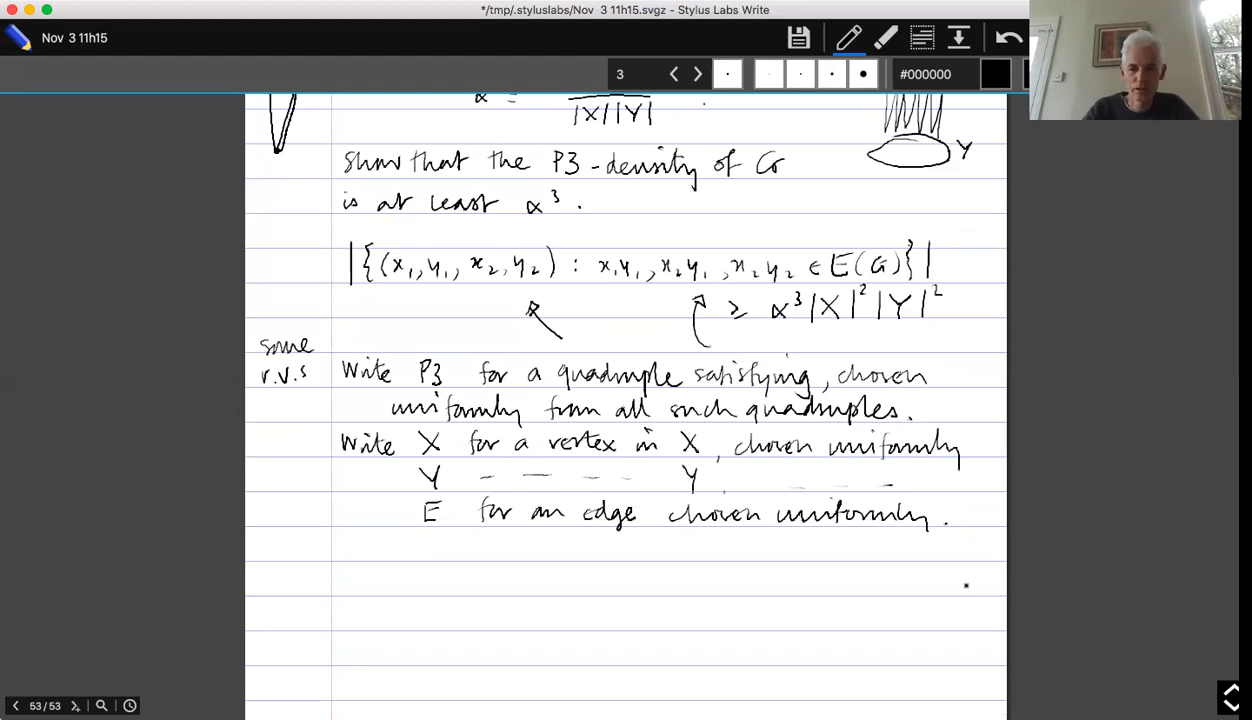 */tmp/.styluslabs/Nov 3 11h15.svgz - Stylus Labs Write
Nov 3 11h15
3
#000000
α =
|X||Y|
Y
Show that the P3-density of G
is at least α³.
|{(x₁,y₁,x₂,y₂) : x₁y₁,x₂y₁,x₂y₂ ∈ E(G)}|
≥ α³|X|²|Y|²
some
r.v.s
Write P3 for a quadruple satisfying, chosen
uniformly from all such quadruples.
Write X for a vertex in X, chosen uniformly
Y - — - - Y - - -
E for an edge chosen uniformly.
53/53